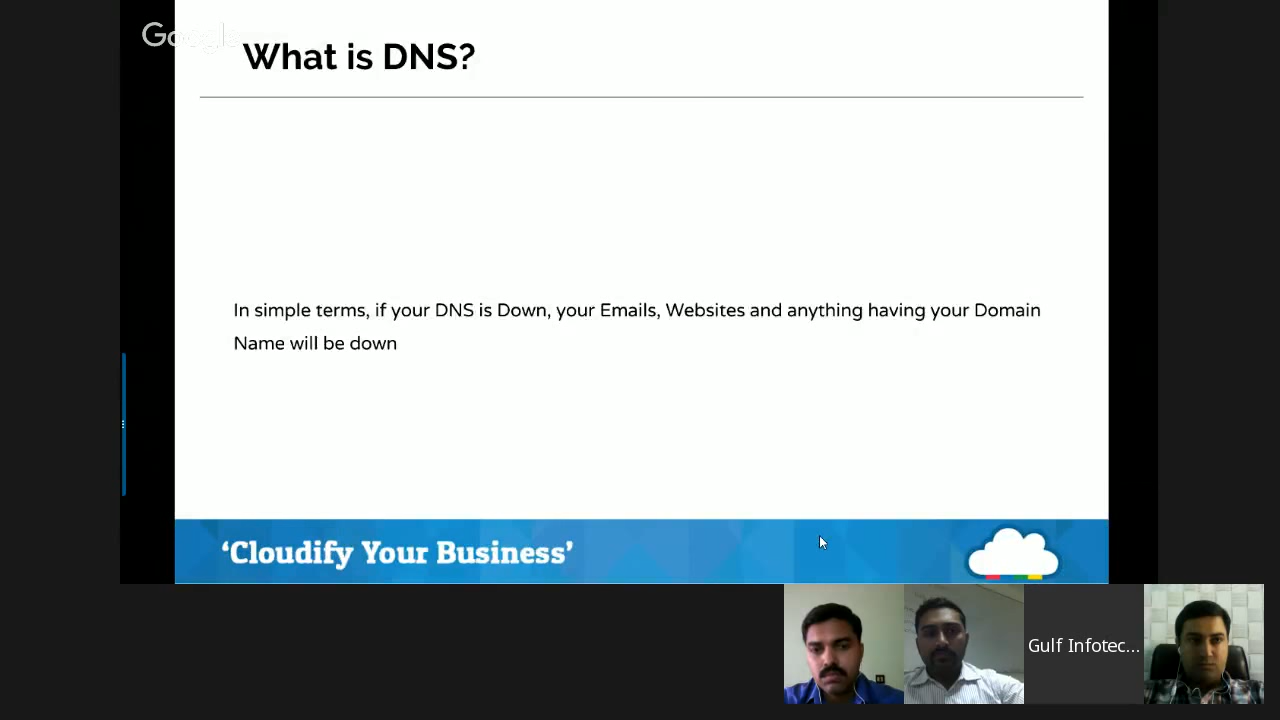 Google
What is DNS?
In simple terms, if your DNS is Down, your Emails, Websites and anything having your Domain
Name will be down
‘Cloudify Your Business’
Gulf Infotec...